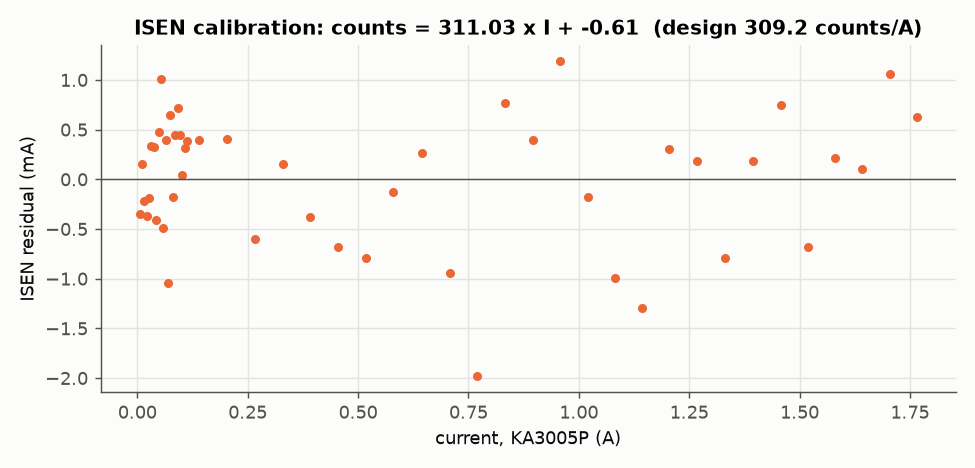 ISEN calibration: counts = 311.03 x I + -0.61  (design 309.2 counts/A)
ISEN residual (mA)
1.0
0.5
0.0
−0.5
−1.0
−1.5
−2.0
0.00 0.25 0.50 0.75 1.00 1.25 1.50 1.75
current, KA3005P (A)